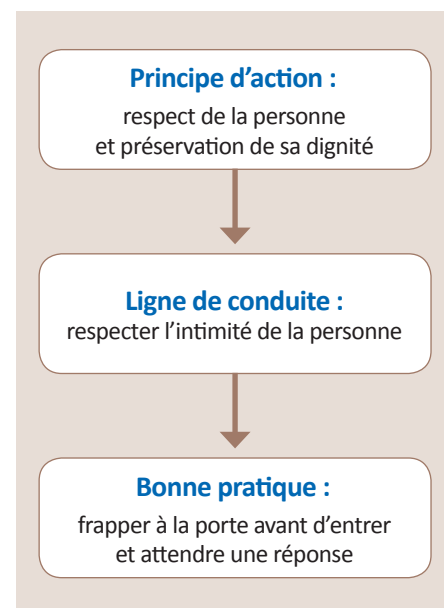 Principe d’action :
respect de la personne
et préservation de sa dignité
Ligne de conduite :
respecter l’intimité de la personne
Bonne pratique :
frapper à la porte avant d’entrer
et attendre une réponse